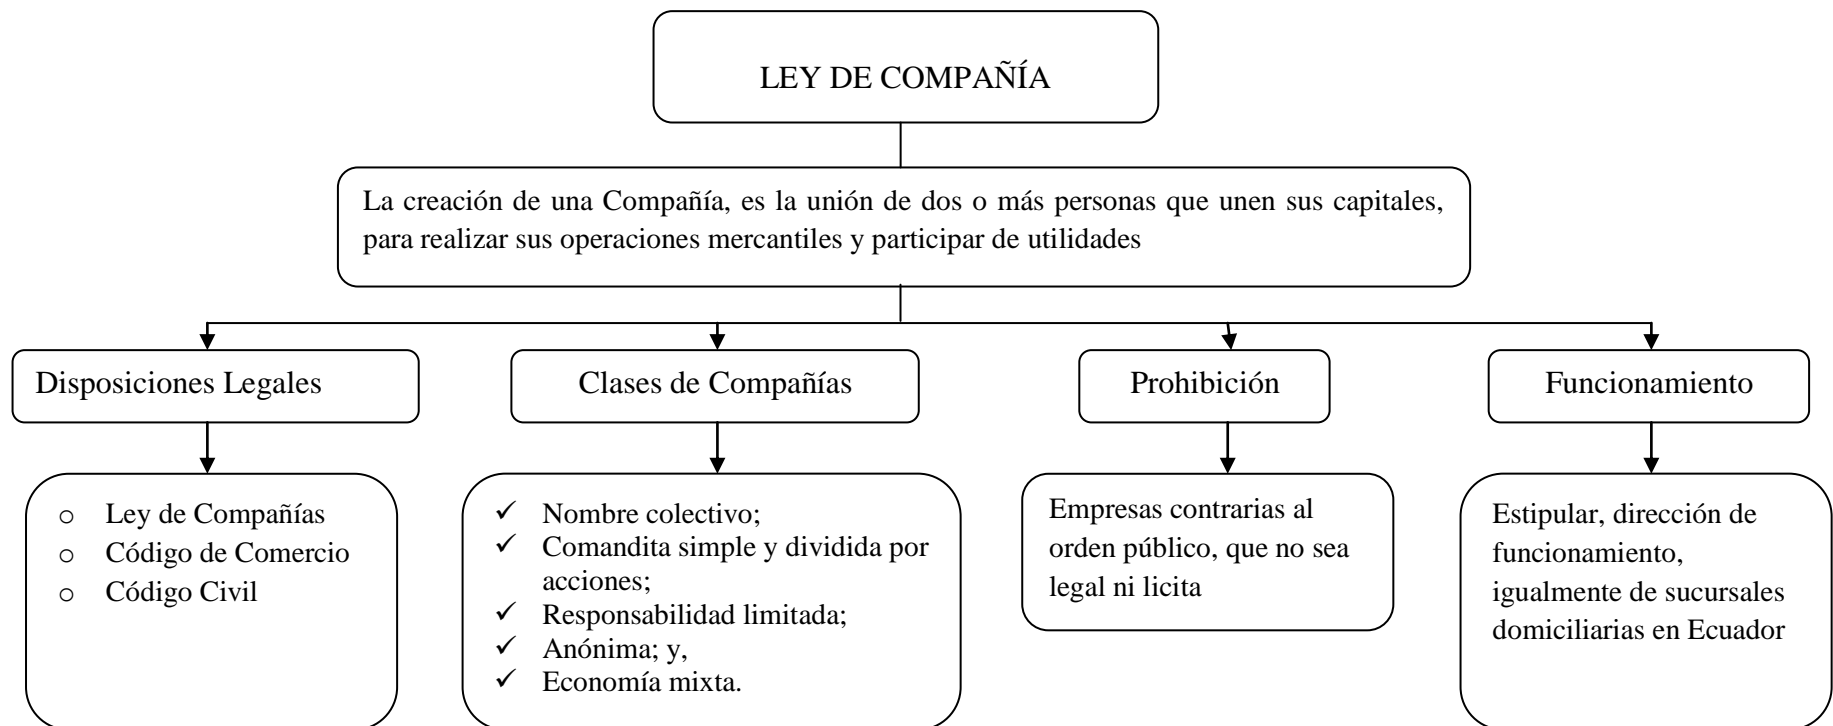 LEY DE COMPAÑÍA
La creación de una Compañía, es la unión de dos o más personas que unen sus capitales,
para realizar sus operaciones mercantiles y participar de utilidades
Disposiciones Legales
Clases de Compañías
Prohibición
Funcionamiento
o Ley de Compañías
o Código de Comercio
o Código Civil
✓ Nombre colectivo;
✓ Comandita simple y dividida por
acciones;
✓ Responsabilidad limitada;
✓ Anónima; y,
✓ Economía mixta.
Empresas contrarias al
orden público, que no sea
legal ni licita
Estipular, dirección de
funcionamiento,
igualmente de sucursales
domiciliarias en Ecuador